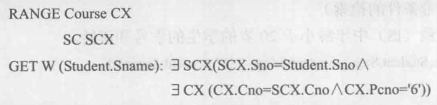 RANGE Course CX
SC SCX
GET W (Student.Sname): ∃ SCX(SCX.Sno=Student.Sno∧
∃ CX (CX.Cno=SCX.Cno∧CX.Pcno='6'))